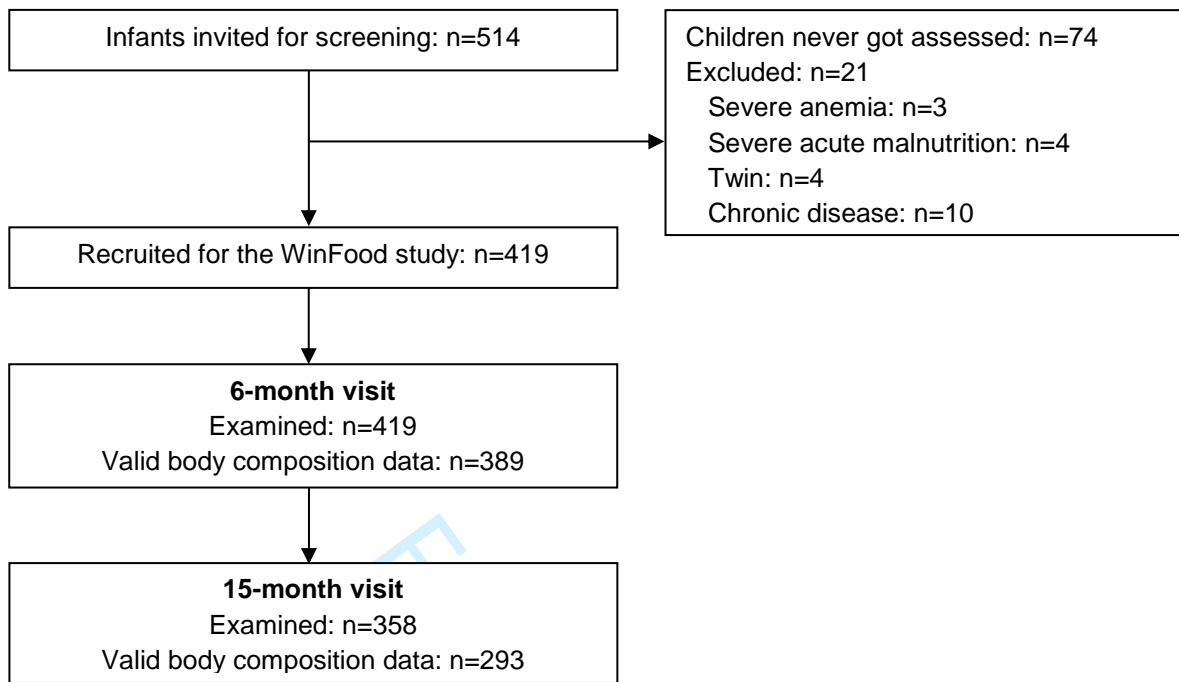 Infants invited for screening: n=514
Children never got assessed: n=74
Excluded: n=21
Severe anemia: n=3
Severe acute malnutrition: n=4
Twin: n=4
Chronic disease: n=10
Recruited for the WinFood study: n=419
6-month visit
Examined: n=419
Valid body composition data: n=389
15-month visit
Examined: n=358
Valid body composition data: n=293